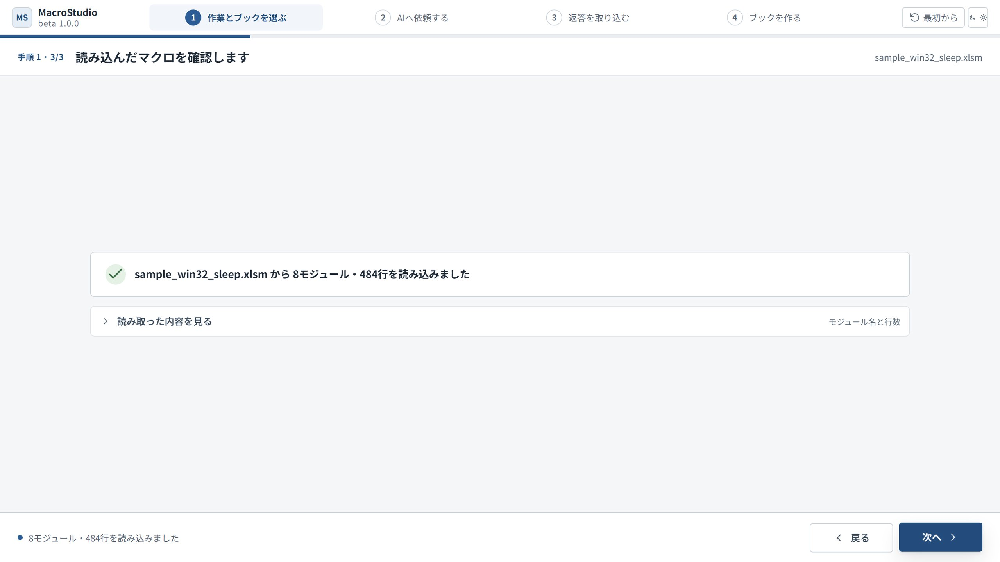 MS
MacroStudio
beta 1.0.0
1 作業とブックを選ぶ
2 AIへ依頼する
3 返答を取り込む
4 ブックを作る
最初から
手順 1・3/3
読み込んだマクロを確認します
sample_win32_sleep.xlsm
sample_win32_sleep.xlsm から 8モジュール・484行を読み込みました
読み取った内容を見る
モジュール名と行数
8モジュール・484行を読み込みました
戻る
次へ